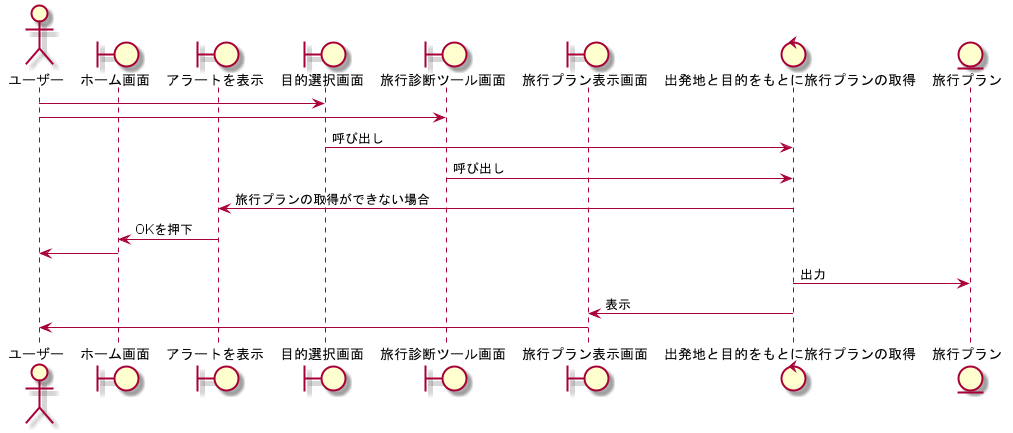 ユーザー ホーム画面 アラートを表示 目的選択画面 旅行診断ツール画面 旅行プラン表示画面 出発地と目的をもとに旅行プランの取得 旅行プラン
呼び出し
呼び出し
旅行プランの取得ができない場合
OKを押下
出力
表示
ユーザー ホーム画面 アラートを表示 目的選択画面 旅行診断ツール画面 旅行プラン表示画面 出発地と目的をもとに旅行プランの取得 旅行プラン